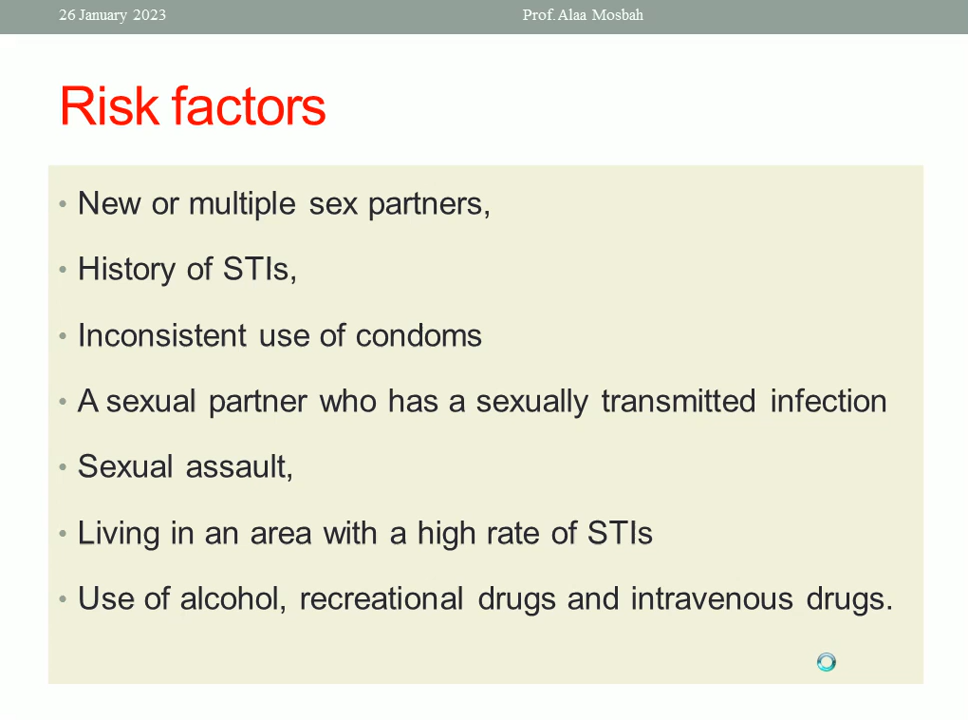 26 January 2023 Prof. Alaa Mosbah
Risk factors
• New or multiple sex partners,
• History of STIs,
• Inconsistent use of condoms
• A sexual partner who has a sexually transmitted infection
• Sexual assault,
• Living in an area with a high rate of STIs
• Use of alcohol, recreational drugs and intravenous drugs.